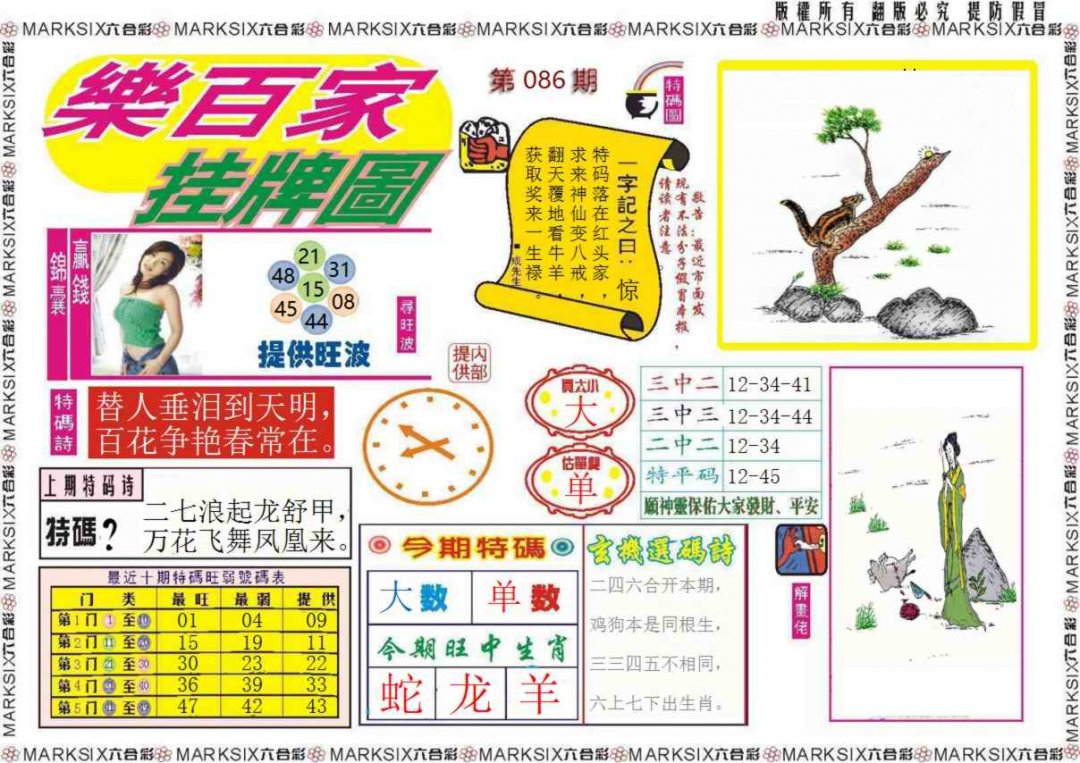 版權所有 翻版必究 提防假冒
MARKSIX六合彩 MARKSIX六合彩 MARKSIX六合彩 MARKSIX六合彩 MARKSIX六合彩 MARKSIX六合彩 MARKSIX六合彩
樂百家
挂牌圖
第 086 期
特碼圖
一字記之曰：惊
特码落在红头家，
求来神仙变八戒，
翻天覆地看牛羊，
获取奖来一生禄。
■成先生
敬告：最近市面发
现有不法分子假冒本报，
请读者注意。
贏錢
錦囊
21
48
31
15
45
08
44
提供旺波
尋旺波
内部
提供
特碼詩
替人垂泪到天明，
百花争艳春常在。
買大小
大
估單雙
单
三中二 12-34-41
三中三 12-34-44
二中二 12-34
特平码 12-45
願神靈保佑大家發財、平安
上期特码诗
特碼?
二七浪起龙舒甲，
万花飞舞凤凰来。
最近十期特碼旺弱號碼表
门 类 最旺 最弱 提供
第1门 1 至 10 01 04 09
第2门 11 至 20 15 19 11
第3门 21 至 30 30 23 22
第4门 31 至 40 36 39 33
第5门 41 至 49 47 42 43
今期特碼
大数 单数
今期旺中生肖
蛇 龙 羊
玄機選碼詩
二四六合开本期，
鸡狗本是同根生，
三三四五不相同，
六上七下出生肖。
解畫佬
MARKSIX六合彩 MARKSIX六合彩 MARKSIX六合彩 MARKSIX六合彩 MARKSIX六合彩 MARKSIX六合彩 MARKSIX六合彩